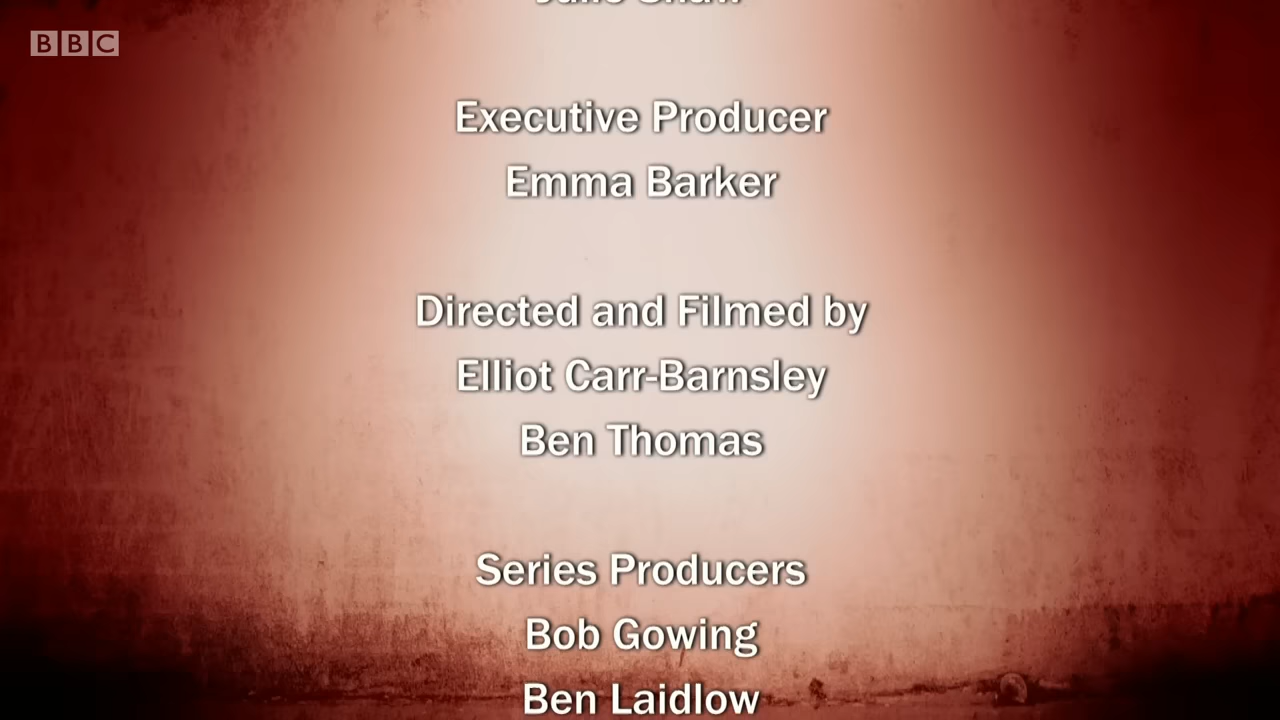 BBC
Executive Producer
Emma Barker
Directed and Filmed by
Elliot Carr-Barnsley
Ben Thomas
Series Producers
Bob Gowing
Ben Laidlow